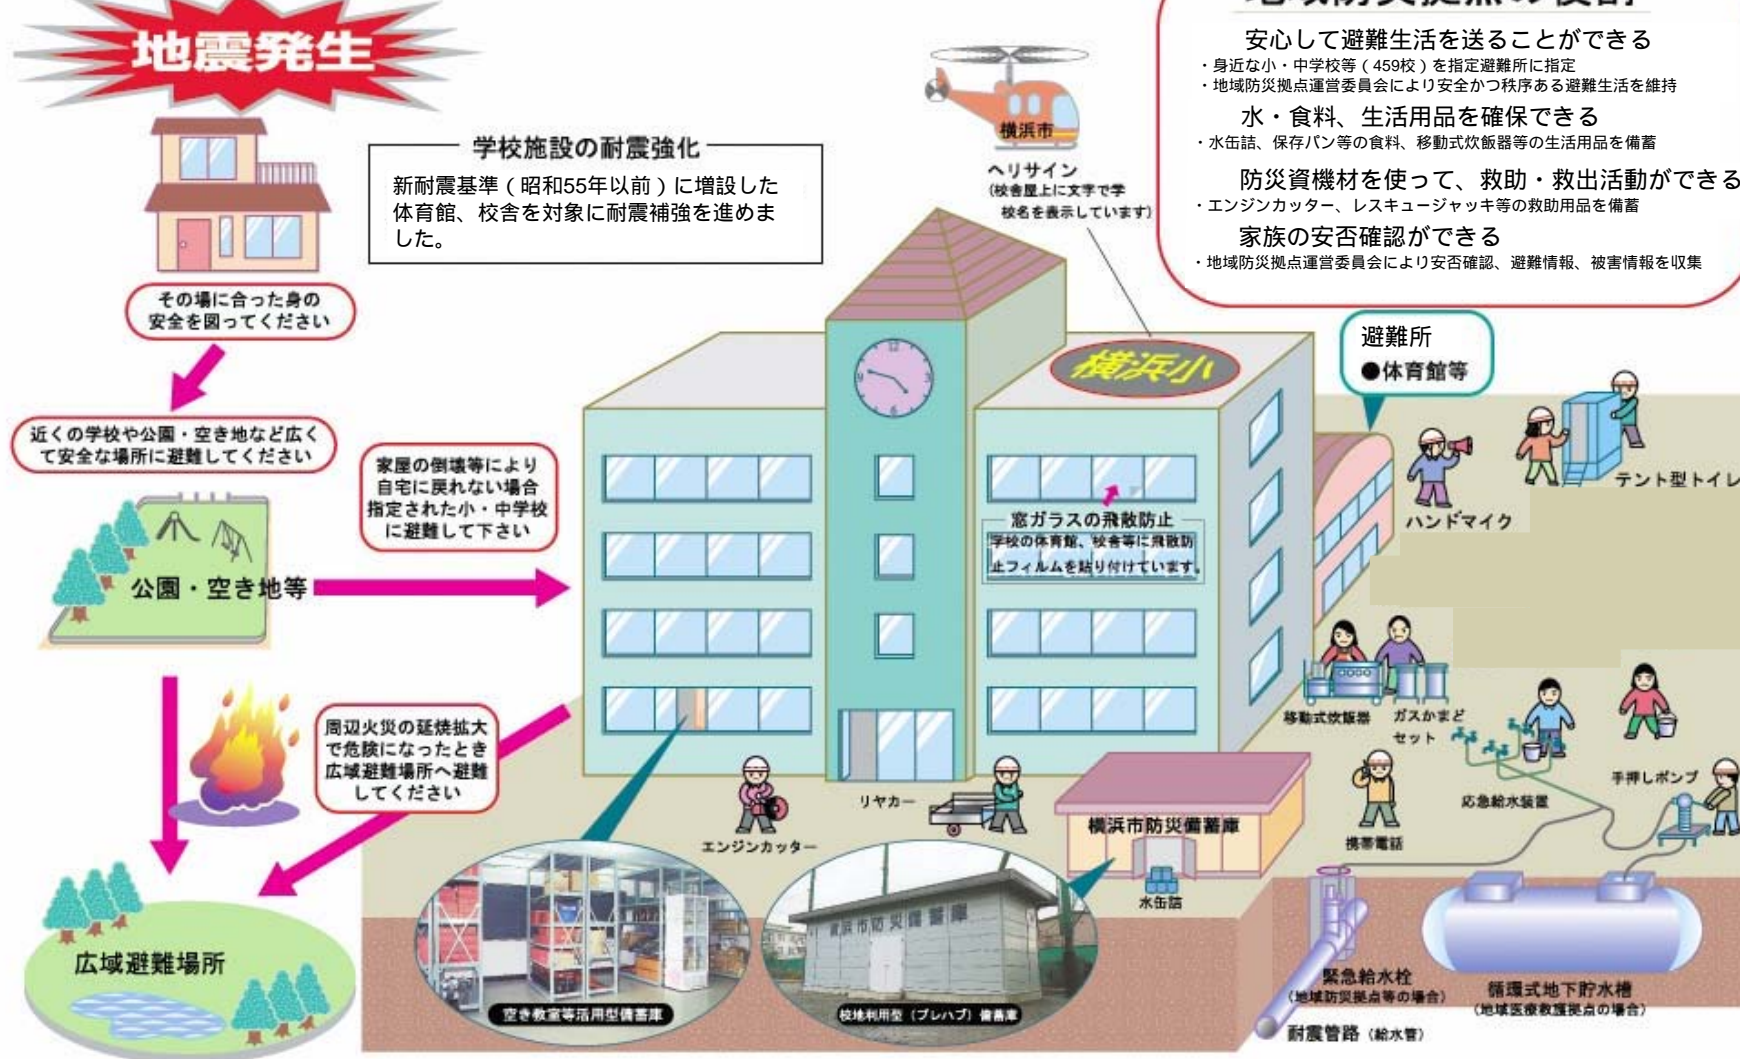 地震発生
学校施設の耐震強化
新耐震基準(昭和55年以前)に増設した
体育館、校舎を対象に耐震補強を進めま
した。
横浜市
ヘリサイン
(校舎屋上に文字で学
校名を表示しています)
地域防災拠点の役割
安心して避難生活を送ることができる
・身近な小・中学校等(459校)を指定避難所に指定
・地域防災拠点運営委員会により安全かつ秩序ある避難生活を維持
水・食料、生活用品を確保できる
・水缶詰、保存パン等の食料、移動式炊飯器等の生活用品を備蓄
防災資機材を使って、救助・救出活動ができる
・エンジンカッター、レスキュージャッキ等の救助用品を備蓄
家族の安否確認ができる
・地域防災拠点運営委員会により安否確認、避難情報、被害情報を収集
その場に合った身の
安全を図ってください
近くの学校や公園・空き地など広く
て安全な場所に避難してください
家屋の倒壊等により
自宅に戻れない場合
指定された小・中学校
に避難して下さい
公園・空き地等
周辺火災の延焼拡大
で危険になったとき
広域避難場所へ避難
してください
広域避難場所
12
3
6
9
横浜小
窓ガラスの飛散防止
学校の体育館、校舎等に飛散防
止フィルムを貼り付けています。
避難所
●体育館等
ハンドマイク
テント型トイレ
移動式炊飯器
ガスかまど
セット
応急給水装置
手押しポンプ
携帯電話
エンジンカッター
リヤカー
横浜市防災備蓄庫
水缶詰
空き教室等活用型備蓄庫
横浜市防災備蓄庫
校地利用型(プレハブ)備蓄庫
緊急給水栓
(地域防災拠点等の場合)
耐震管路(給水管)
循環式地下貯水槽
(地域医療救護拠点の場合)